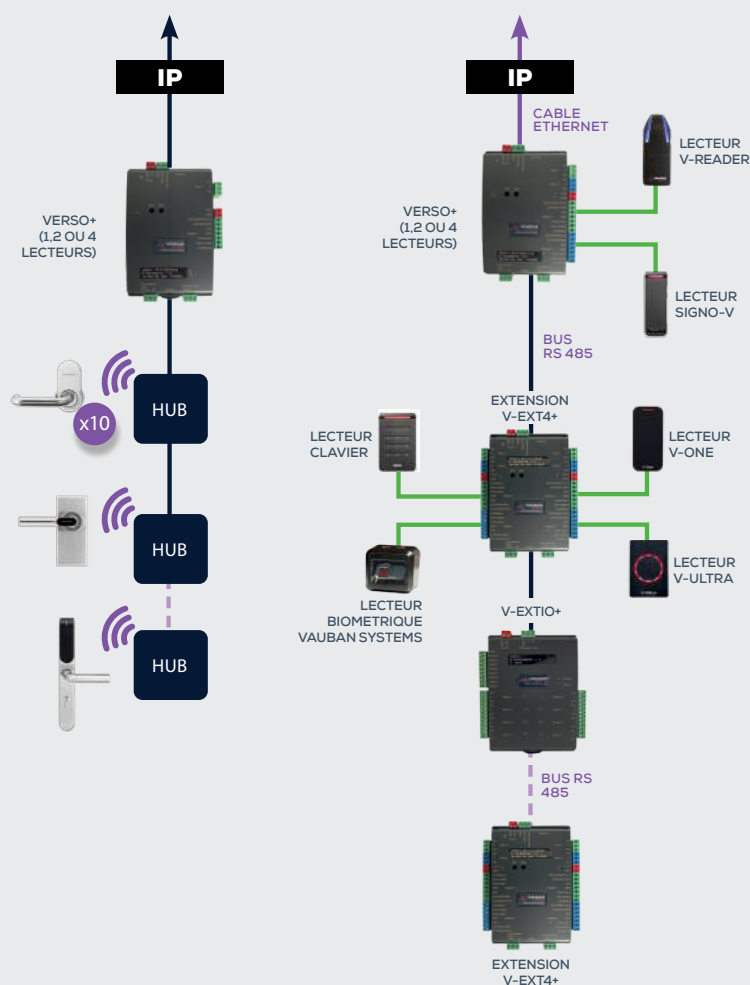 IP
VERSO+
(1,2 OU 4
LECTEURS)
HUB
x10
HUB
HUB
IP
CABLE
ETHERNET
LECTEUR
V-READER
VERSO+
(1,2 OU 4
LECTEURS)
LECTEUR
SIGNO-V
BUS
RS 485
EXTENSION
V-EXT4+
LECTEUR
CLAVIER
LECTEUR
V-ONE
LECTEUR
BIOMETRIQUE
VAUBAN SYSTEMS
LECTEUR
V-ULTRA
V-EXTIO+
BUS RS
485
EXTENSION
V-EXT4+